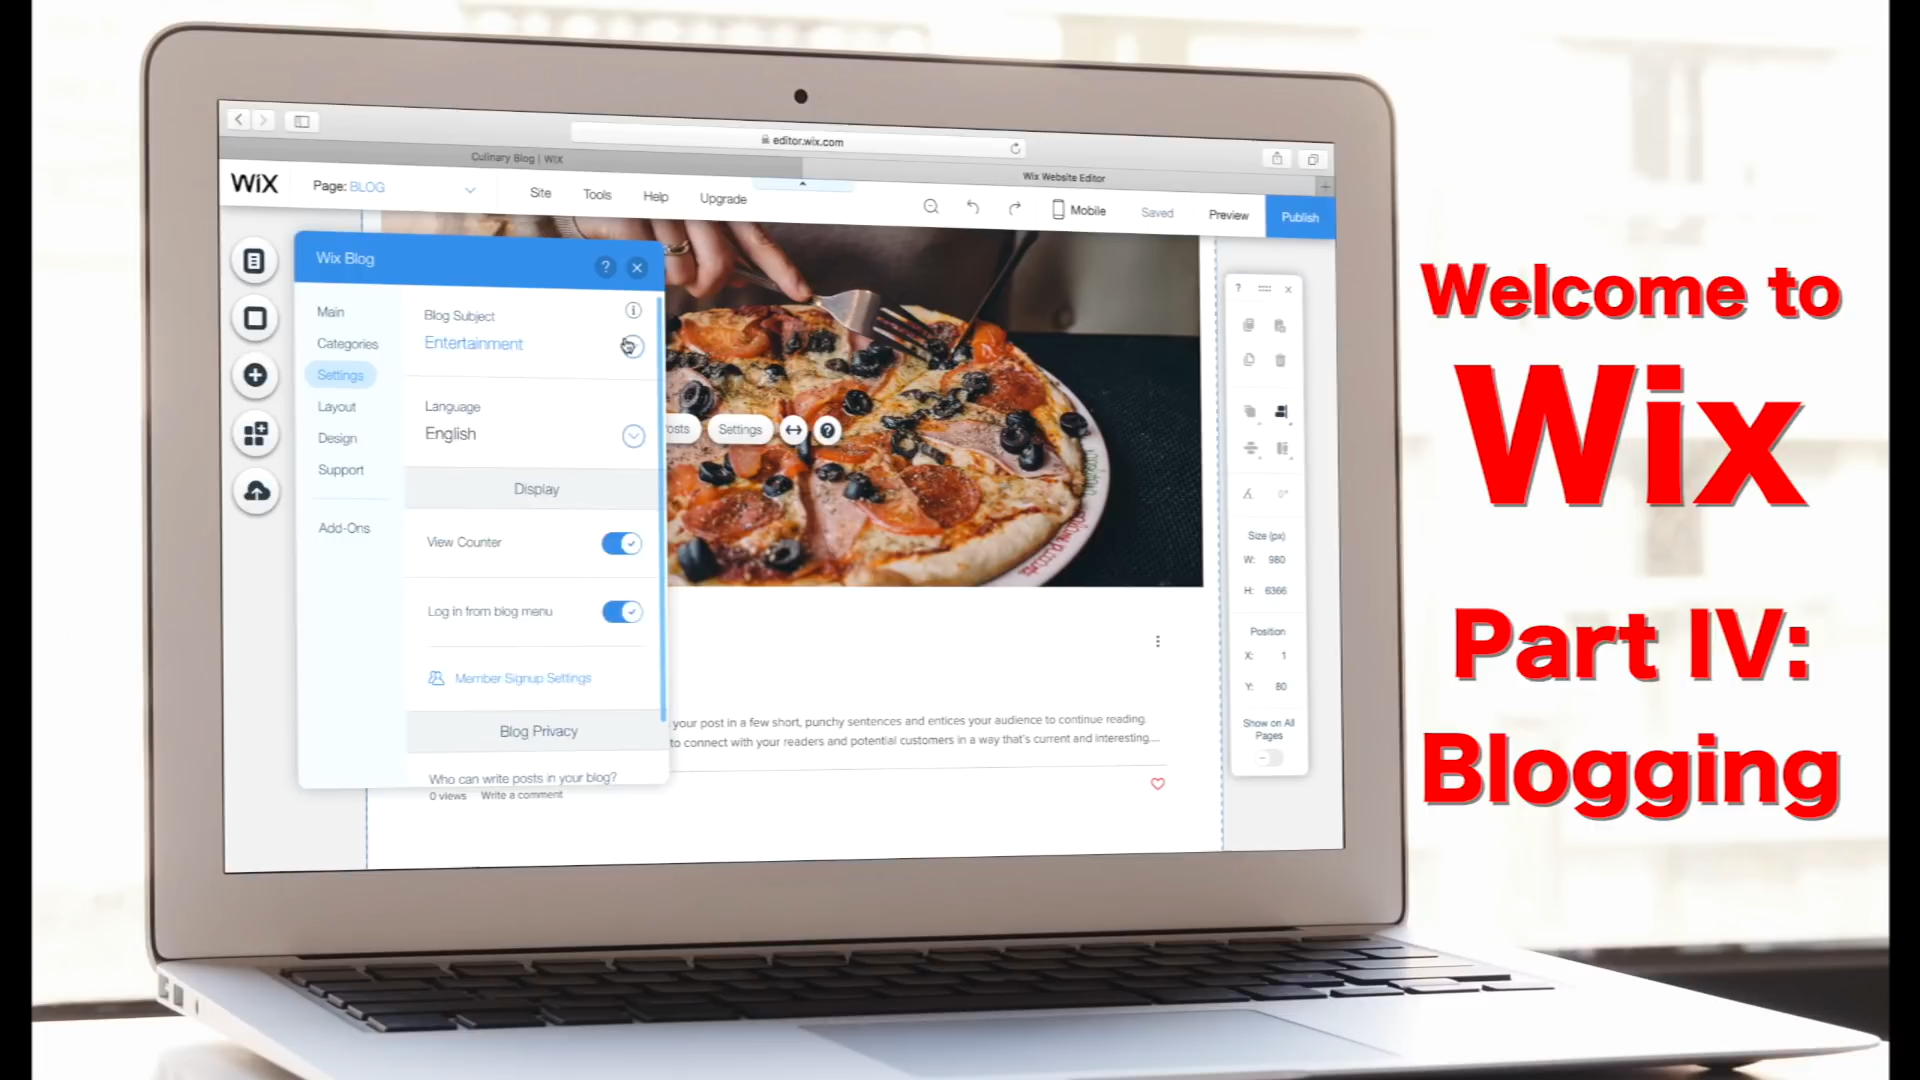 editor.wix.com
Culinary Blog | WIX
Wix Website Editor
WiX
Page: BLOG
Site
Tools
Help
Upgrade
Mobile
Saved
Preview
Publish
Wix Blog
?
Main
Categories
Settings
Layout
Design
Support
Add-Ons
Blog Subject
Entertainment
Language
English
Display
View Counter
Log in from blog menu
Member Signup Settings
Blog Privacy
Who can write posts in your blog?
0 views Write a comment
osts
Settings
?
your post in a few short, punchy sentences and entices your audience to continue reading.
to connect with your readers and potential customers in a way that's current and interesting....
?
0°
Size (px)
W: 980
H: 6366
Position
X: 1
Y: 80
Show on All
Pages
Welcome to
Wix
Part IV:
Blogging